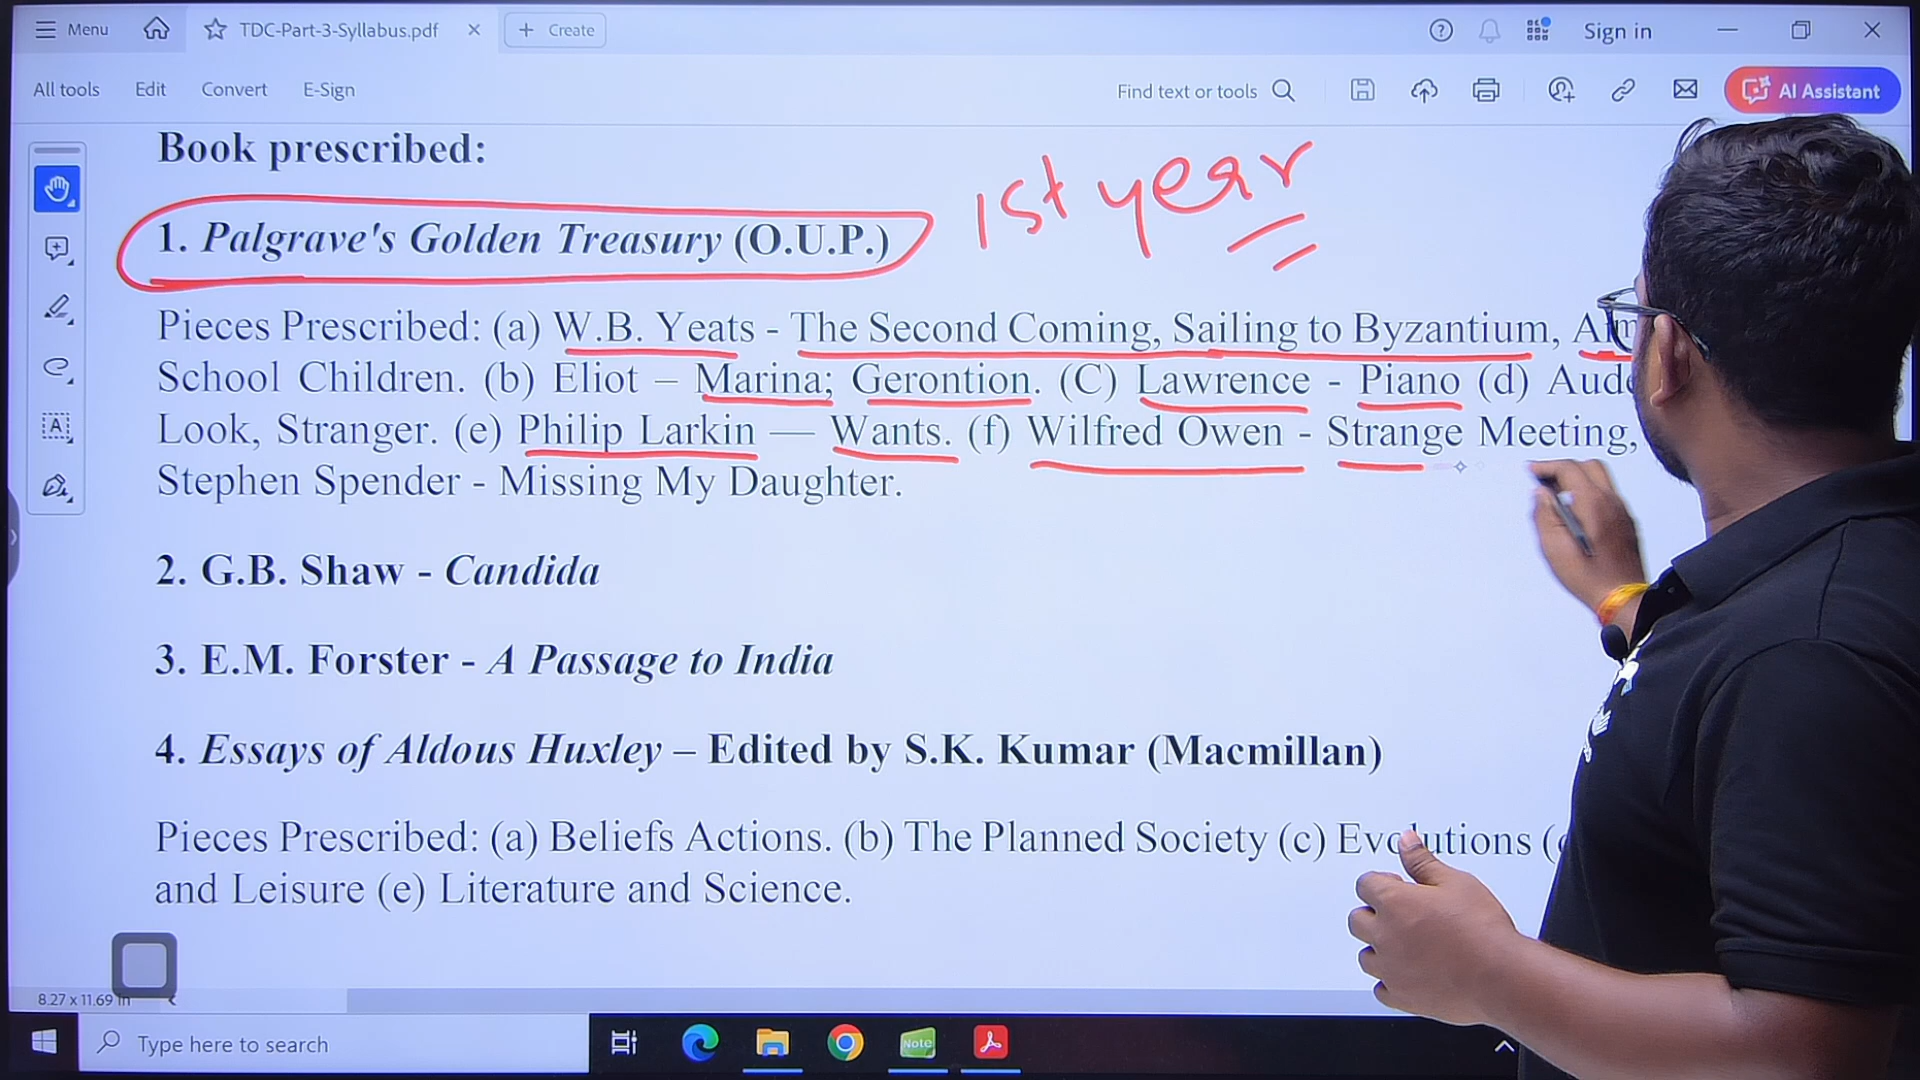 Menu
TDC-Part-3-Syllabus.pdf
Create
Sign in
All tools Edit Convert E-Sign
Find text or tools
AI Assistant
Book prescribed:
1st year
1. Palgrave's Golden Treasury (O.U.P.)
Pieces Prescribed: (a) W.B. Yeats - The Second Coming, Sailing to Byzantium,
School Children. (b) Eliot – Marina; Gerontion. (C) Lawrence - Piano (d)
Look, Stranger. (e) Philip Larkin — Wants. (f) Wilfred Owen - Strange Meeting,
Stephen Spender - Missing My Daughter.
2. G.B. Shaw - Candida
3. E.M. Forster - A Passage to India
4. Essays of Aldous Huxley – Edited by S.K. Kumar (Macmillan)
Pieces Prescribed: (a) Beliefs Actions. (b) The Planned Society (c) Evolutions
and Leisure (e) Literature and Science.
8.27 x 11.69 in
Type here to search
Note